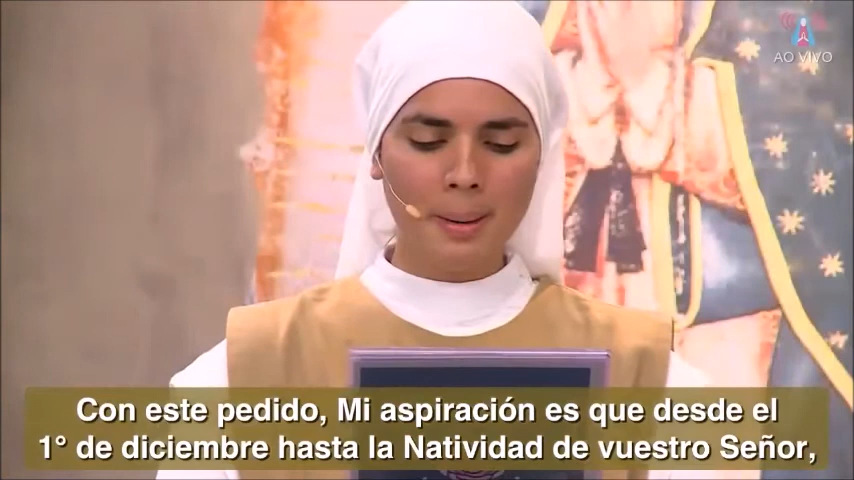 AO VIVO
Con este pedido, Mi aspiración es que desde el
1° de diciembre hasta la Natividad de vuestro Señor,